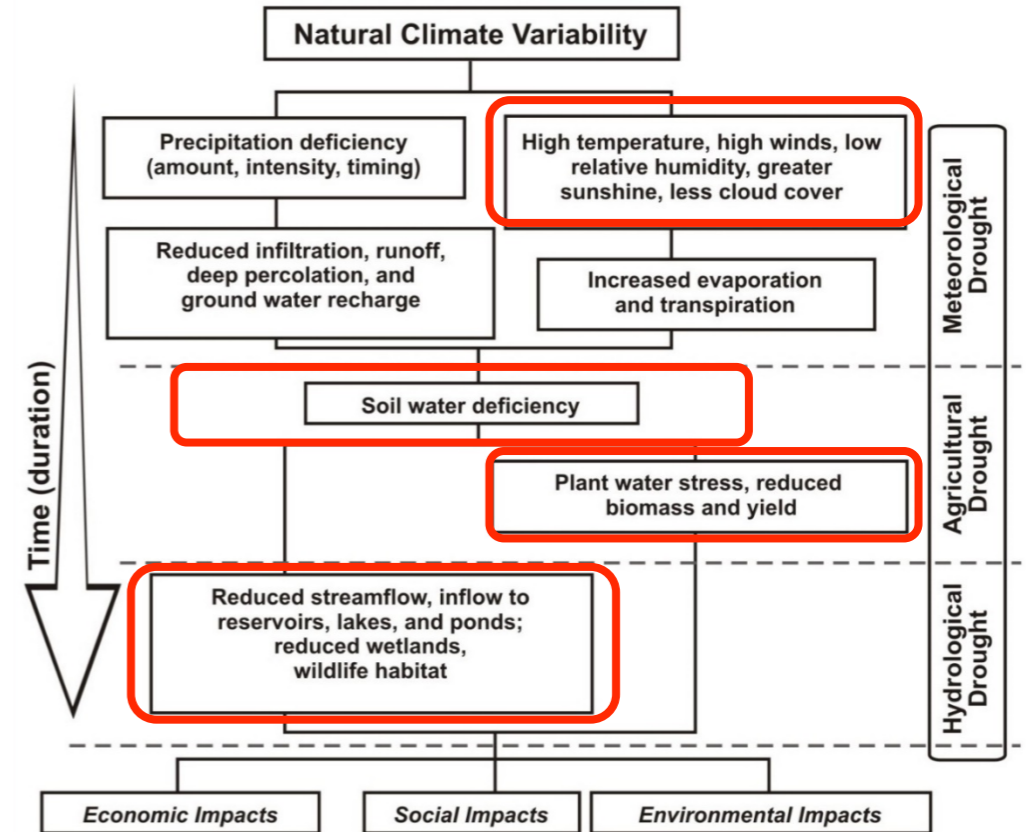 Natural Climate Variability
Precipitation deficiency
(amount, intensity, timing)
High temperature, high winds, low
relative humidity, greater
sunshine, less cloud cover
Reduced infiltration, runoff,
deep percolation, and
ground water recharge
Increased evaporation
and transpiration
Meteorological
Drought
Time (duration)
Soil water deficiency
Plant water stress, reduced
biomass and yield
Agricultural
Drought
Reduced streamflow, inflow to
reservoirs, lakes, and ponds;
reduced wetlands,
wildlife habitat
Hydrological
Drought
Economic Impacts
Social Impacts
Environmental Impacts